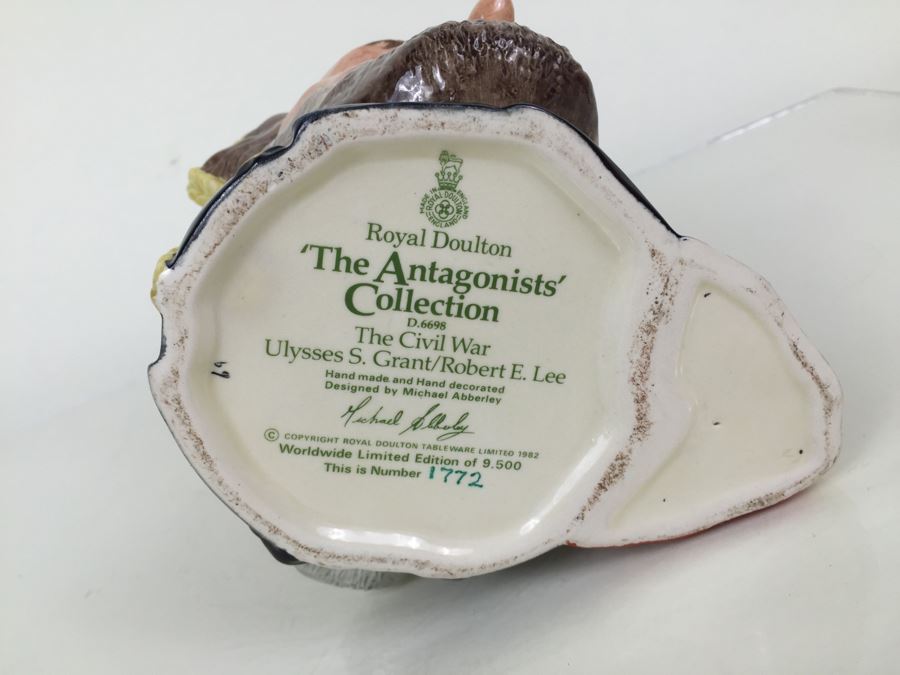 MADE IN ENGLAND
ROYAL DOULTON
ENGLAND
Royal Doulton
'The Antagonists'
Collection
D.6698
The Civil War
Ulysses S. Grant/Robert E. Lee
Hand made and Hand decorated
Designed by Michael Abberley
Michael Abberley
© COPYRIGHT ROYAL DOULTON TABLEWARE LIMITED 1982
Worldwide Limited Edition of 9.500
This is Number 1772